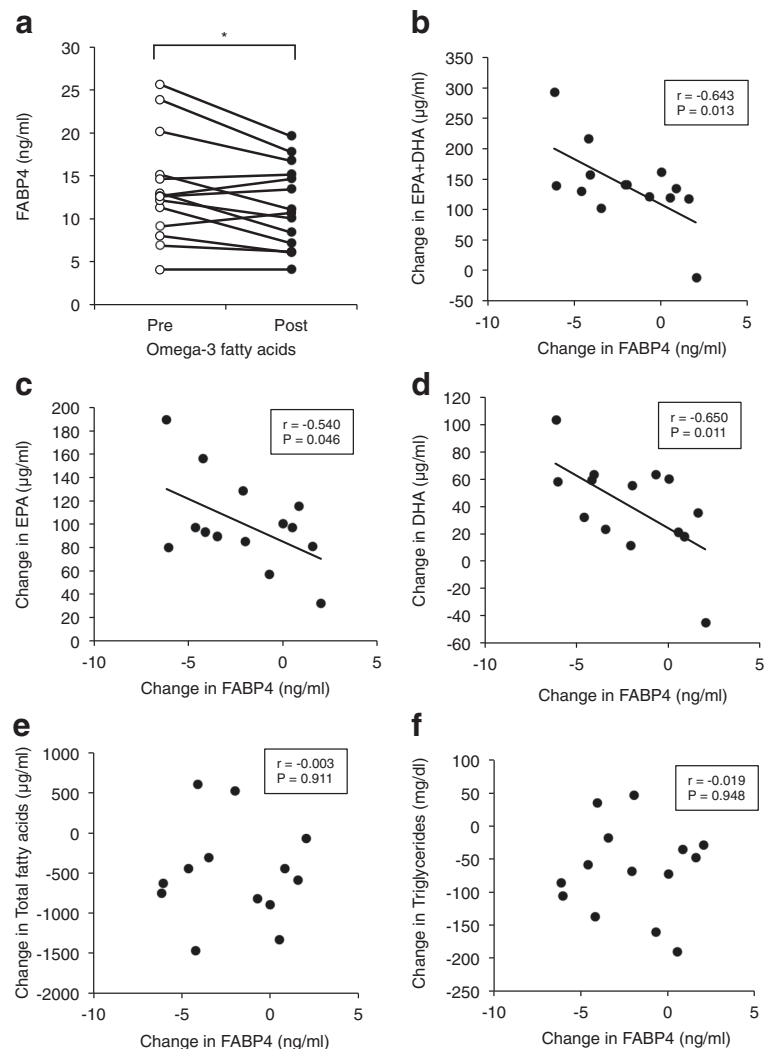 a
*
30
25
20
15
10
5
0
FABP4 (ng/ml)
Pre Post
Omega-3 fatty acids
b
350
300
250
200
150
100
50
0
-50
Change in EPA+DHA (µg/ml)
r = -0.643
P = 0.013
-10 -5 0 5
Change in FABP4 (ng/ml)
c
200
180
160
140
120
100
80
60
40
20
0
Change in EPA (µg/ml)
r = -0.540
P = 0.046
-10 -5 0 5
Change in FABP4 (ng/ml)
d
120
100
80
60
40
20
0
-20
-40
-60
Change in DHA (µg/ml)
r = -0.650
P = 0.011
-10 -5 0 5
Change in FABP4 (ng/ml)
e
1000
500
0
-500
-1000
-1500
-2000
Change in Total fatty acids (µg/ml)
r = -0.003
P = 0.911
-10 -5 0 5
Change in FABP4 (ng/ml)
f
100
50
0
-50
-100
-150
-200
-250
Change in Triglycerides (mg/dl)
r = -0.019
P = 0.948
-10 -5 0 5
Change in FABP4 (ng/ml)